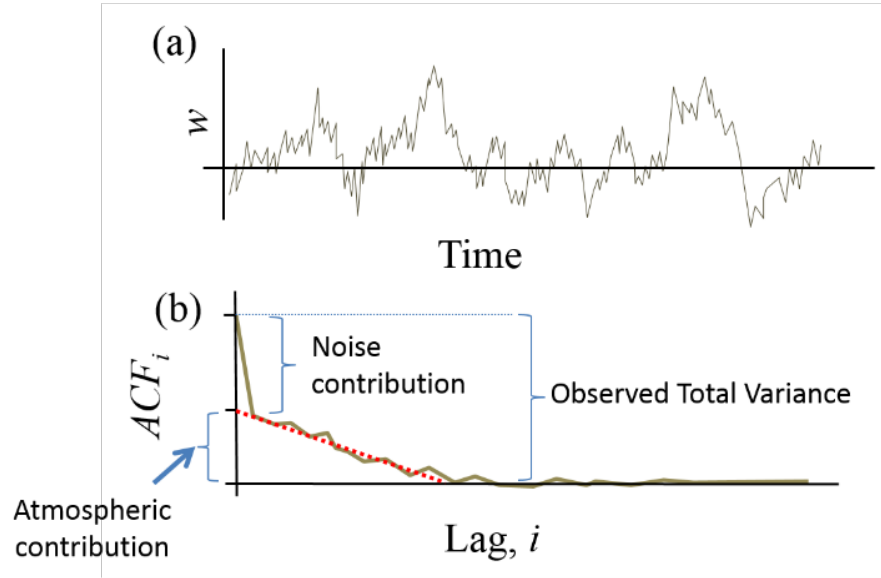 (a)
w
Time
(b)
Noise
contribution
ACF_i
Observed Total Variance
Atmospheric
contribution
Lag, i